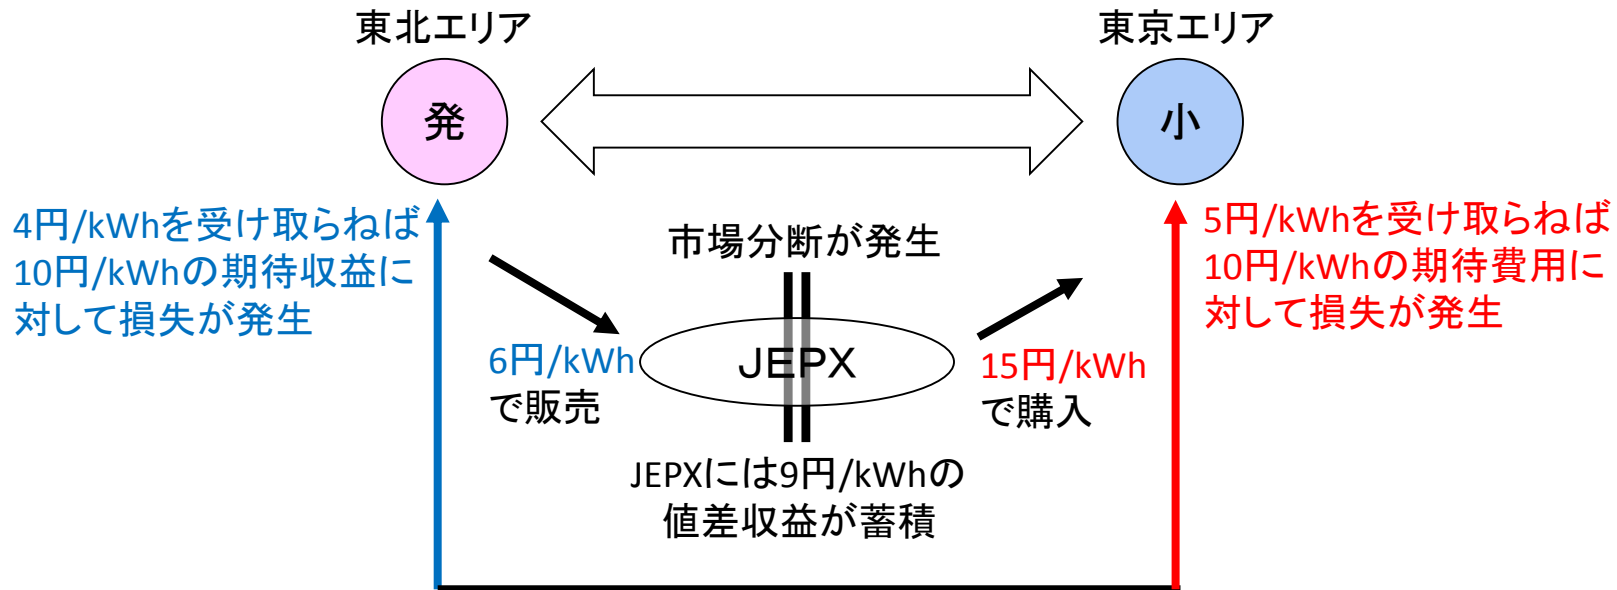 東北エリア
東京エリア
発
小
4円/kWhを受け取らねば
10円/kWhの期待収益に
対して損失が発生
市場分断が発生
5円/kWhを受け取らねば
10円/kWhの期待費用に
対して損失が発生
6円/kWh
で販売
JEPX
15円/kWh
で購入
JEPXには9円/kWhの
値差収益が蓄積